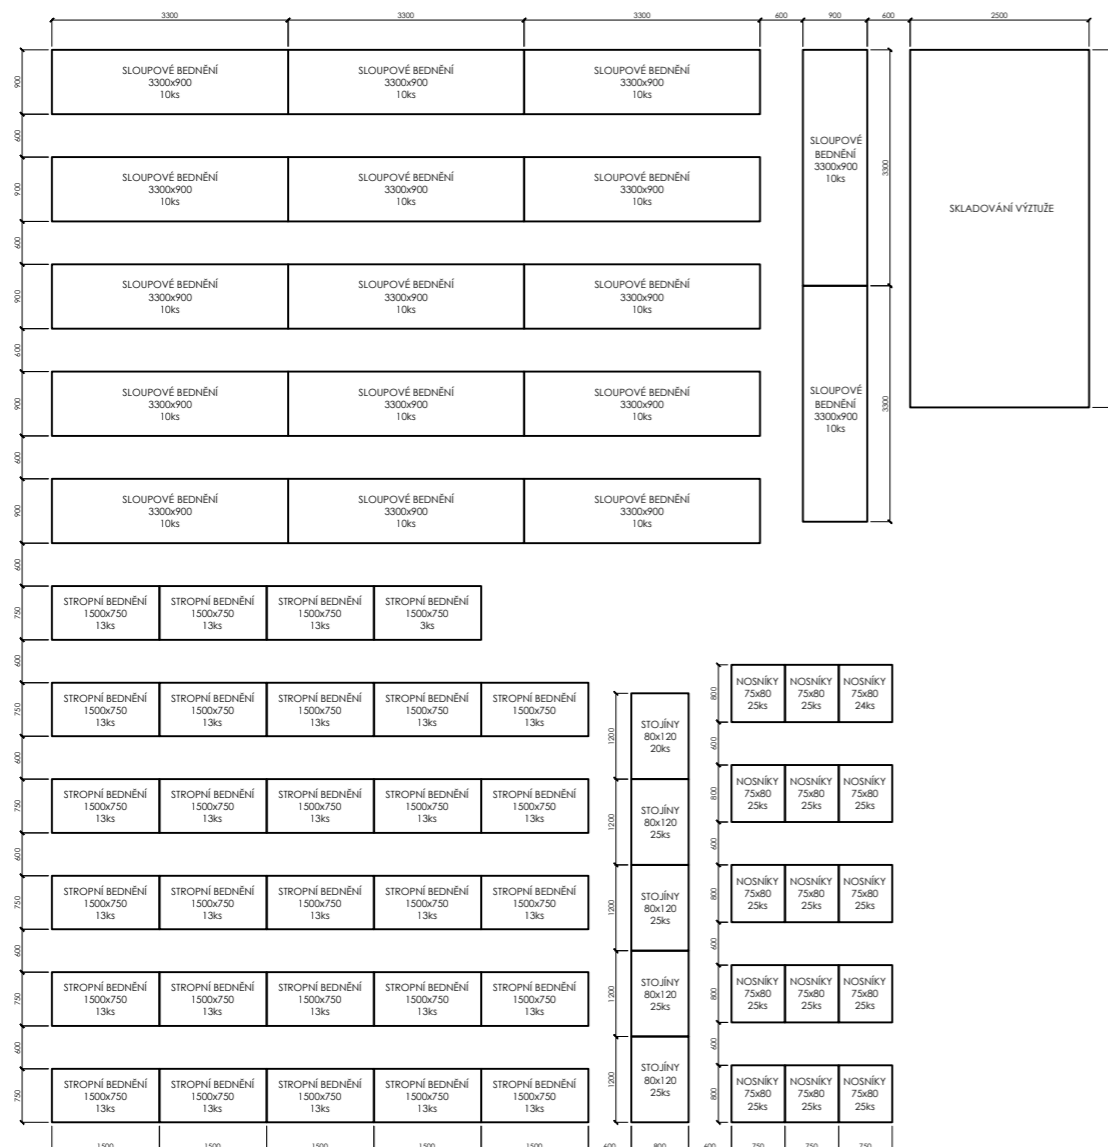 3300 3300 3300 600 900 600 2500
900
SLOUPOVÉ BEDNĚNÍ SLOUPOVÉ BEDNĚNÍ SLOUPOVÉ BEDNĚNÍ
3300x900 3300x900 3300x900
10ks 10ks 10ks
600
900
SLOUPOVÉ BEDNĚNÍ SLOUPOVÉ BEDNĚNÍ SLOUPOVÉ BEDNĚNÍ
3300x900 3300x900 3300x900
10ks 10ks 10ks
600
900
SLOUPOVÉ BEDNĚNÍ SLOUPOVÉ BEDNĚNÍ SLOUPOVÉ BEDNĚNÍ
3300x900 3300x900 3300x900
10ks 10ks 10ks
600
900
SLOUPOVÉ BEDNĚNÍ SLOUPOVÉ BEDNĚNÍ SLOUPOVÉ BEDNĚNÍ
3300x900 3300x900 3300x900
10ks 10ks 10ks
600
900
SLOUPOVÉ BEDNĚNÍ SLOUPOVÉ BEDNĚNÍ SLOUPOVÉ BEDNĚNÍ
3300x900 3300x900 3300x900
10ks 10ks 10ks
600
SLOUPOVÉ
BEDNĚNÍ
3300x900
10ks
3300
SLOUPOVÉ
BEDNĚNÍ
3300x900
10ks
3300
SKLADOVÁNÍ VÝZTUŽE
750
STROPNÍ BEDNĚNÍ STROPNÍ BEDNĚNÍ STROPNÍ BEDNĚNÍ STROPNÍ BEDNĚNÍ
1500x750 1500x750 1500x750 1500x750
13ks 13ks 13ks 3ks
600
750
STROPNÍ BEDNĚNÍ STROPNÍ BEDNĚNÍ STROPNÍ BEDNĚNÍ STROPNÍ BEDNĚNÍ STROPNÍ BEDNĚNÍ
1500x750 1500x750 1500x750 1500x750 1500x750
13ks 13ks 13ks 13ks 13ks
600
750
STROPNÍ BEDNĚNÍ STROPNÍ BEDNĚNÍ STROPNÍ BEDNĚNÍ STROPNÍ BEDNĚNÍ STROPNÍ BEDNĚNÍ
1500x750 1500x750 1500x750 1500x750 1500x750
13ks 13ks 13ks 13ks 13ks
600
750
STROPNÍ BEDNĚNÍ STROPNÍ BEDNĚNÍ STROPNÍ BEDNĚNÍ STROPNÍ BEDNĚNÍ STROPNÍ BEDNĚNÍ
1500x750 1500x750 1500x750 1500x750 1500x750
13ks 13ks 13ks 13ks 13ks
600
750
STROPNÍ BEDNĚNÍ STROPNÍ BEDNĚNÍ STROPNÍ BEDNĚNÍ STROPNÍ BEDNĚNÍ STROPNÍ BEDNĚNÍ
1500x750 1500x750 1500x750 1500x750 1500x750
13ks 13ks 13ks 13ks 13ks
600
750
STROPNÍ BEDNĚNÍ STROPNÍ BEDNĚNÍ STROPNÍ BEDNĚNÍ STROPNÍ BEDNĚNÍ STROPNÍ BEDNĚNÍ
1500x750 1500x750 1500x750 1500x750 1500x750
13ks 13ks 13ks 13ks 13ks
1200
STOJÍNY
80x120
20ks
1200
STOJÍNY
80x120
25ks
1200
STOJÍNY
80x120
25ks
1200
STOJÍNY
80x120
25ks
1200
STOJÍNY
80x120
25ks
800
NOSNÍKY NOSNÍKY NOSNÍKY
75x80 75x80 75x80
25ks 25ks 24ks
600
800
NOSNÍKY NOSNÍKY NOSNÍKY
75x80 75x80 75x80
25ks 25ks 25ks
600
800
NOSNÍKY NOSNÍKY NOSNÍKY
75x80 75x80 75x80
25ks 25ks 25ks
600
800
NOSNÍKY NOSNÍKY NOSNÍKY
75x80 75x80 75x80
25ks 25ks 25ks
600
800
NOSNÍKY NOSNÍKY NOSNÍKY
75x80 75x80 75x80
25ks 25ks 25ks
1500 1500 1500 1500 1500 600 800 600 750 750 750